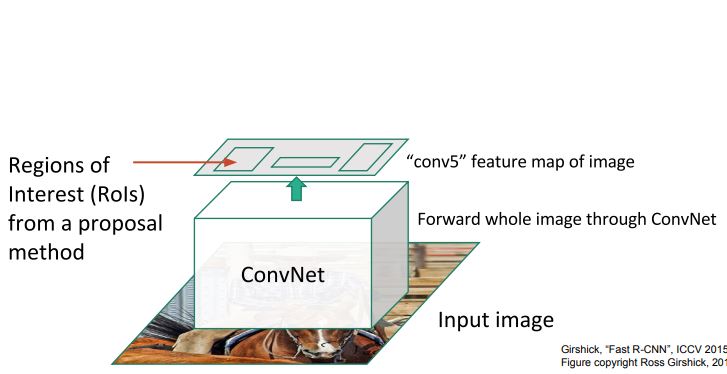 Regions of
Interest (RoIs)
from a proposal
method
“conv5” feature map of image
Forward whole image through ConvNet
ConvNet
Input image
Girshick, “Fast R-CNN”, ICCV 2015
Figure copyright Ross Girshick, 201